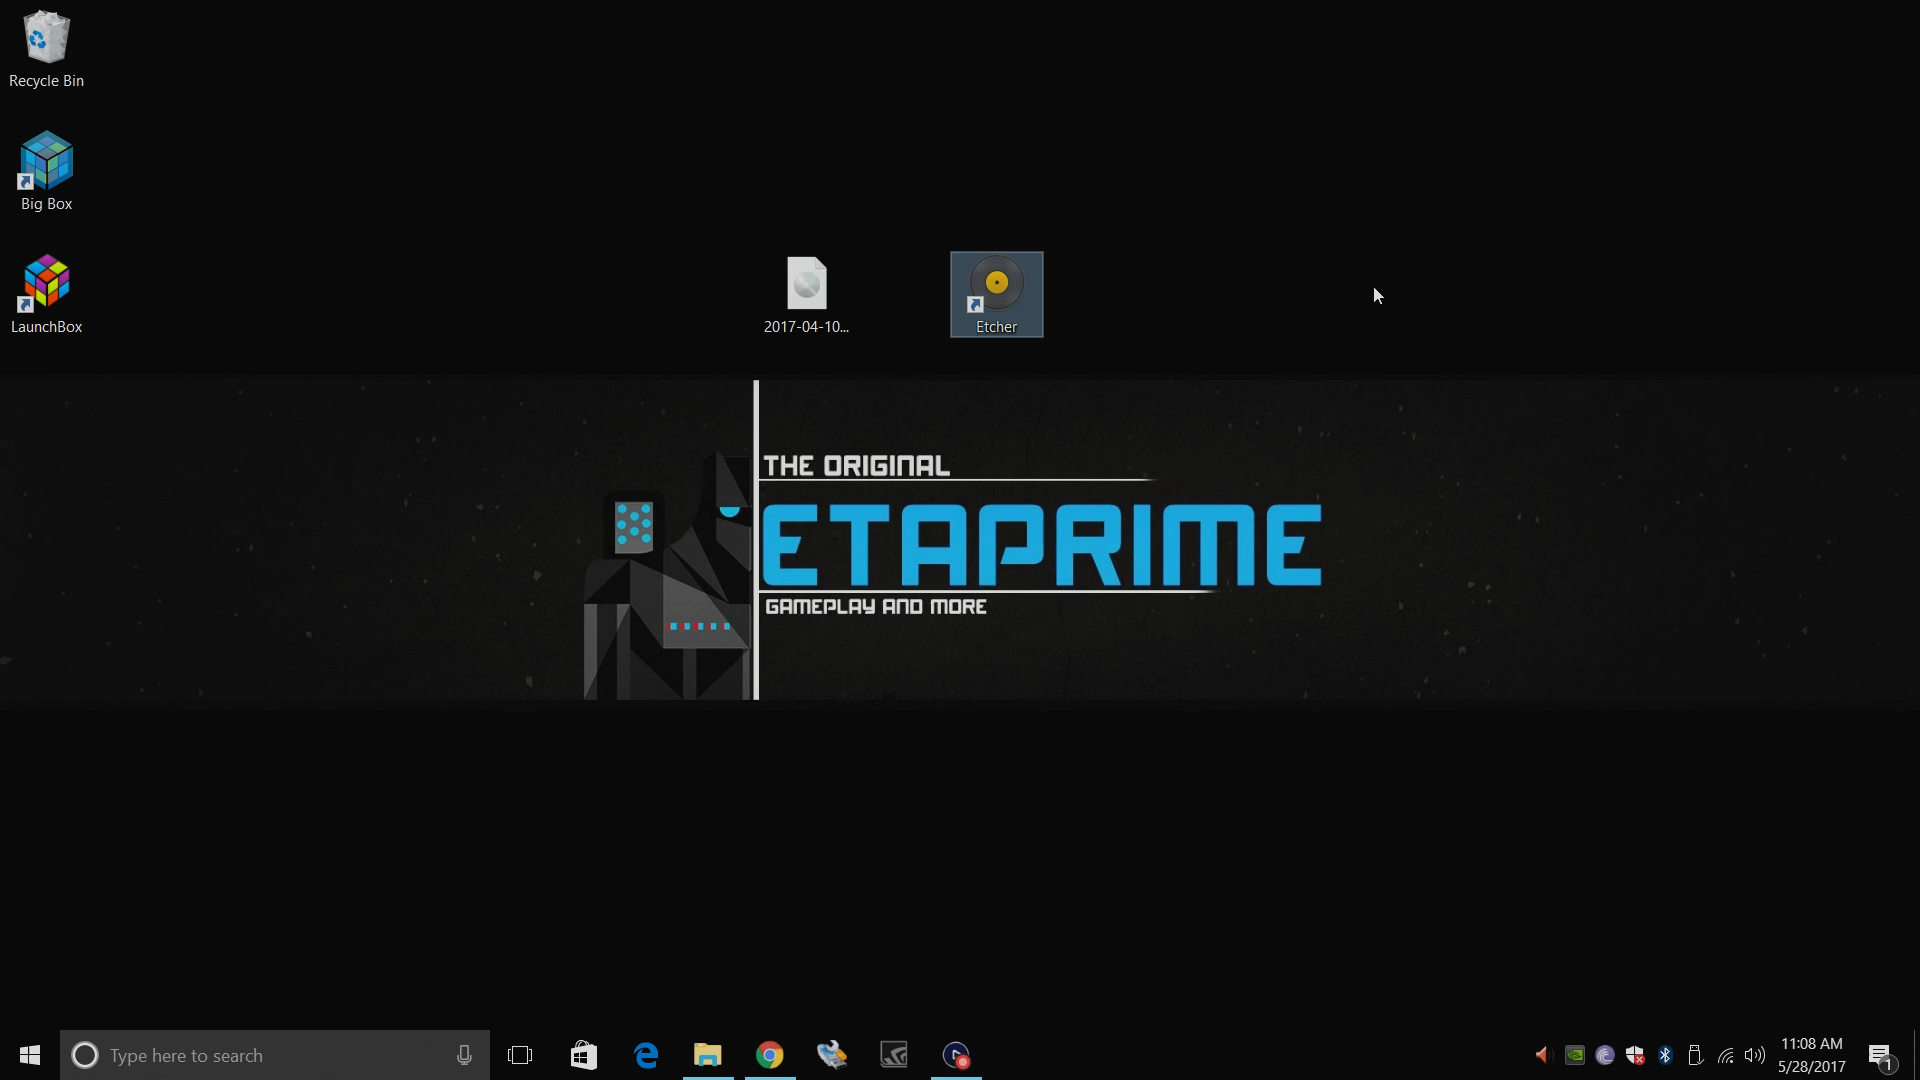 Recycle Bin
Big Box
LaunchBox
2017-04-10...
Etcher
THE ORIGINAL
ETAPRIME
GAMEPLAY AND MORE
Type here to search
11:08 AM
5/28/2017
1